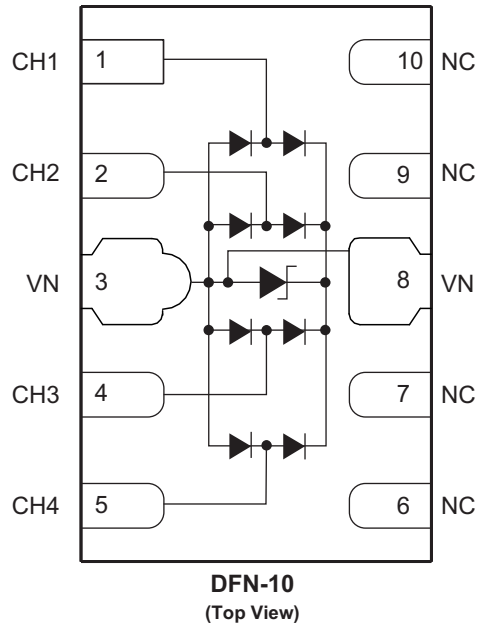 CH1 1 10 NC
CH2 2 9 NC
VN 3 8 VN
CH3 4 7 NC
CH4 5 6 NC
DFN-10
(Top View)